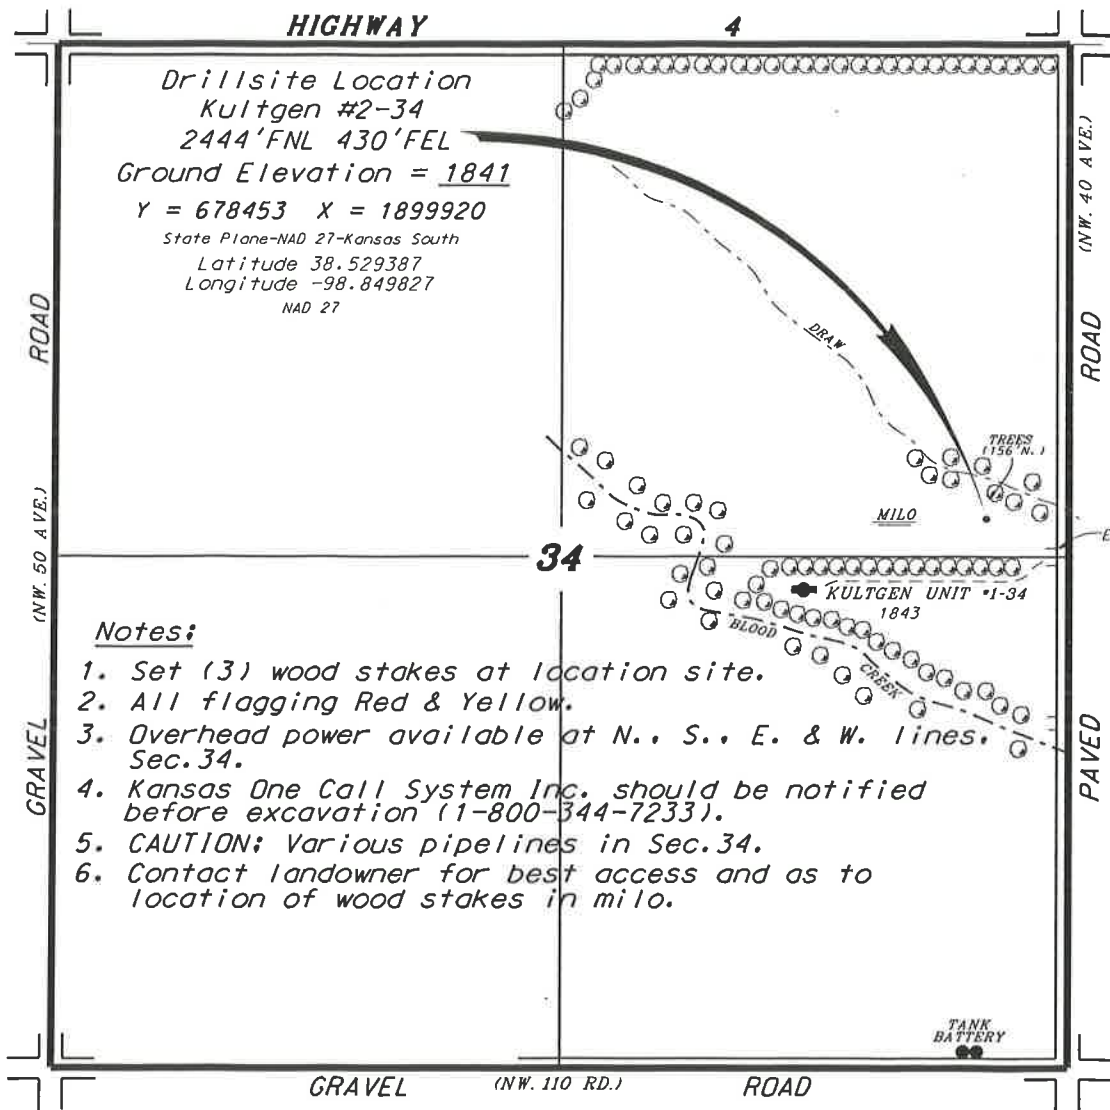 HIGHWAY 4
Drillsite Location
Kultgen #2-34
2444'FNL 430'FEL
Ground Elevation = 1841
Y = 678453 X = 1899920
State Plane-NAD 27-Kansas South
Latitude 38.529387
Longitude -98.849827
NAD 27
(NW. 40 AVE.)
ROAD
PAVED
ROAD
(NW. 50 AVE.)
GRAVEL
DRAW
TREES
(156'N.)
MILO
E
34
KULTGEN UNIT #1-34
1843
BLOOD
CREEK
Notes:
1. Set (3) wood stakes at location site.
2. All flagging Red & Yellow.
3. Overhead power available at N., S., E. & W. lines.
Sec.34.
4. Kansas One Call System Inc. should be notified
before excavation (1-800-344-7233).
5. CAUTION: Various pipelines in Sec.34.
6. Contact landowner for best access and as to
location of wood stakes in milo.
TANK
BATTERY
GRAVEL (NW. 110 RD.) ROAD